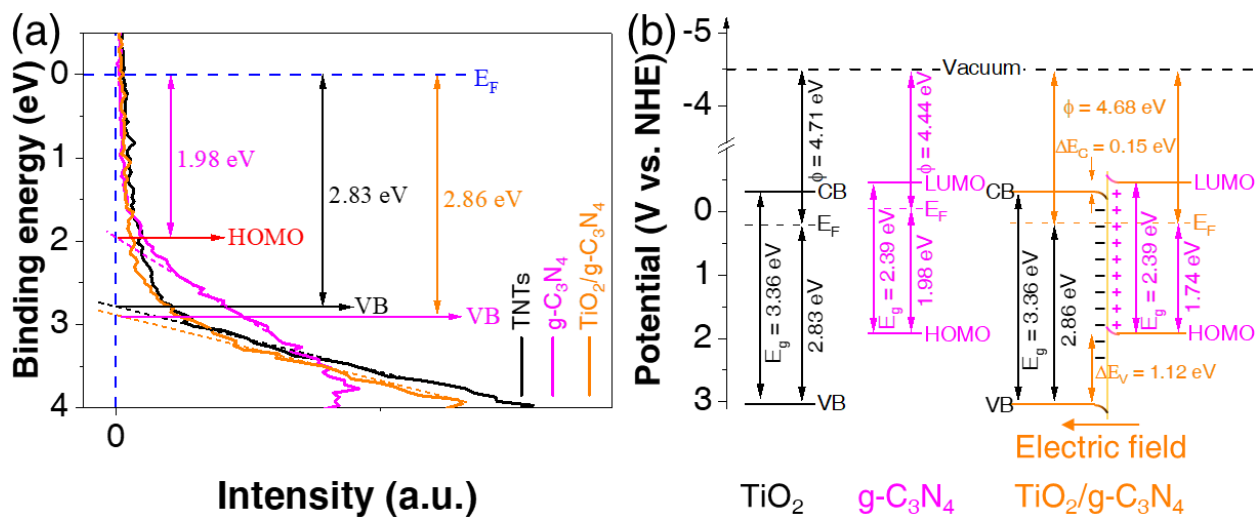 (a)
0
1
2
3
4
Binding energy (eV)
E_F
1.98 eV
2.83 eV
2.86 eV
HOMO
VB
VB
TNTs
g-C₃N₄
TiO₂/g-C₃N₄
0
Intensity (a.u.)
(b)
-5
-4
0
1
2
3
Potential (V vs. NHE)
Vacuum
ϕ = 4.71 eV
CB
E_F
E_g = 3.36 eV
2.83 eV
VB
ϕ = 4.44 eV
LUMO
E_F
E_g = 2.39 eV
1.98 eV
HOMO
ϕ = 4.68 eV
ΔE_G = 0.15 eV
CB
LUMO
E_F
E_g = 3.36 eV
2.86 eV
E_g = 2.39 eV
1.74 eV
HOMO
ΔE_V = 1.12 eV
VB
Electric field
TiO₂
g-C₃N₄
TiO₂/g-C₃N₄